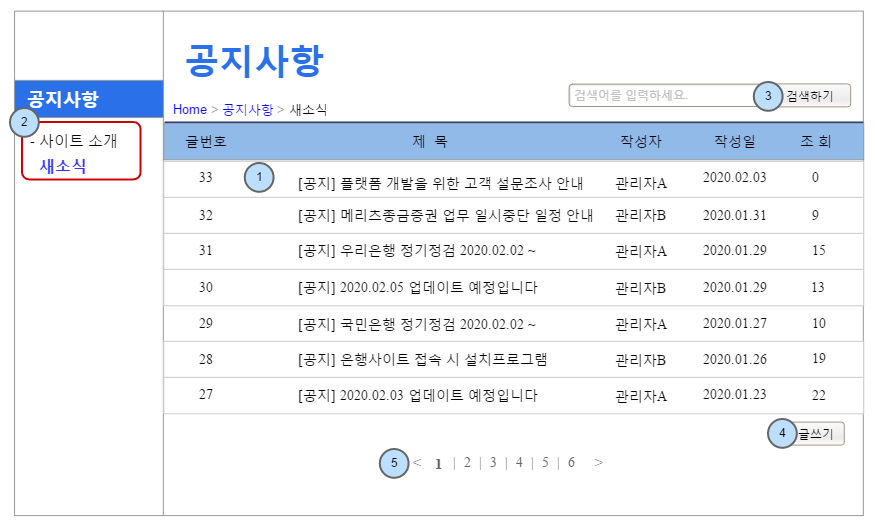 공지사항
공지사항
2
- 사이트 소개
새소식
검색어를 입력하세요. 3 검색하기
Home > 공지사항 > 새소식
글번호 제 목 작성자 작성일 조 회
33 1 [공지] 플랫폼 개발을 위한 고객 설문조사 안내 관리자A 2020.02.03 0
32 [공지] 메리츠종금증권 업무 일시중단 일정 안내 관리자B 2020.01.31 9
31 [공지] 우리은행 정기정검 2020.02.02 ~ 관리자A 2020.01.29 15
30 [공지] 2020.02.05 업데이트 예정입니다 관리자B 2020.01.29 13
29 [공지] 국민은행 정기정검 2020.02.02 ~ 관리자A 2020.01.27 10
28 [공지] 은행사이트 접속 시 설치프로그램 관리자B 2020.01.26 19
27 [공지] 2020.02.03 업데이트 예정입니다 관리자A 2020.01.23 22
4 글쓰기
5 < 1 | 2 | 3 | 4 | 5 | 6 >